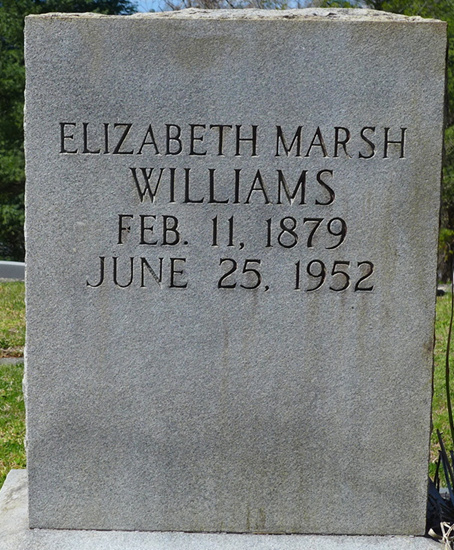 ELIZABETH MARSH
WILLIAMS
FEB. 11, 1879
JUNE 25, 1952